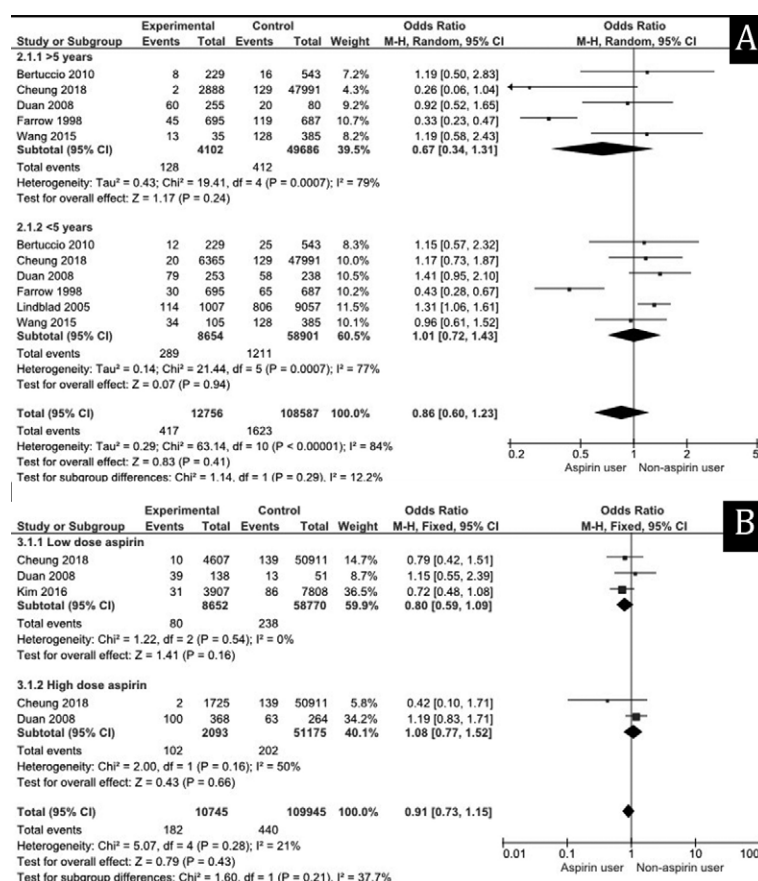 A
Experimental Control Odds Ratio Odds Ratio
Study or Subgroup Events Total Events Total Weight M-H, Random, 95% CI M-H, Random, 95% CI
2.1.1 >5 years
Bertuccio 2010 8 229 16 543 7.2% 1.19 [0.50, 2.83]
Cheung 2018 2 2888 129 47991 4.3% 0.26 [0.06, 1.04]
Duan 2008 60 255 20 80 9.2% 0.92 [0.52, 1.65]
Farrow 1998 45 695 119 687 10.7% 0.33 [0.23, 0.47]
Wang 2015 13 35 128 385 8.2% 1.19 [0.58, 2.43]
Subtotal (95% CI) 4102 49686 39.5% 0.67 [0.34, 1.31]
Total events 128 412
Heterogeneity: Tau² = 0.43; Chi² = 19.41, df = 4 (P = 0.0007); I² = 79%
Test for overall effect: Z = 1.17 (P = 0.24)
2.1.2 <5 years
Bertuccio 2010 12 229 25 543 8.3% 1.15 [0.57, 2.32]
Cheung 2018 20 6365 129 47991 10.0% 1.17 [0.73, 1.87]
Duan 2008 79 253 58 238 10.7% 1.41 [0.95, 2.10]
Farrow 1998 30 695 65 687 10.0% 0.43 [0.28, 0.67]
Lindblad 2005 114 1007 806 9057 11.5% 1.31 [1.06, 1.61]
Wang 2015 34 105 128 385 10.1% 0.96 [0.61, 1.52]
Subtotal (95% CI) 8654 58901 60.5% 1.01 [0.72, 1.43]
Total events 289 1211
Heterogeneity: Tau² = 0.14; Chi² = 21.44, df = 5 (P = 0.0007); I² = 77%
Test for overall effect: Z = 0.07 (P = 0.94)
Total (95% CI) 12756 108587 100.0% 0.86 [0.60, 1.23]
Total events 417 1623
Heterogeneity: Tau² = 0.29; Chi² = 63.14, df = 10 (P < 0.00001); I² = 84%
Test for overall effect: Z = 0.83 (P = 0.41)
Test for subgroup differences: Chi² = 1.14, df = 1 (P = 0.29), I² = 12.2%
0.2 0.5 1 2 5
Aspirin user Non-aspirin user
B
Experimental Control Odds Ratio Odds Ratio
Study or Subgroup Events Total Events Total Weight M-H, Fixed, 95% CI M-H, Fixed, 95% CI
3.1.1 Low dose aspirin
Cheung 2018 10 4607 139 50911 14.7% 0.79 [0.42, 1.51]
Duan 2008 39 138 13 51 8.7% 1.15 [0.55, 2.39]
Kim 2016 31 3907 86 7808 36.5% 0.72 [0.48, 1.08]
Subtotal (95% CI) 8652 58770 59.9% 0.80 [0.59, 1.09]
Total events 80 238
Heterogeneity: Chi² = 1.22, df = 2 (P = 0.54); I² = 0%
Test for overall effect: Z = 1.41 (P = 0.16)
3.1.2 High dose aspirin
Cheung 2018 2 1725 139 50911 5.8% 0.42 [0.10, 1.71]
Duan 2008 100 368 63 264 34.2% 1.19 [0.83, 1.71]
Subtotal (95% CI) 2093 51175 40.1% 1.08 [0.77, 1.52]
Total events 102 202
Heterogeneity: Chi² = 2.00, df = 1 (P = 0.16); I² = 50%
Test for overall effect: Z = 0.43 (P = 0.66)
Total (95% CI) 10745 109945 100.0% 0.91 [0.73, 1.15]
Total events 182 440
Heterogeneity: Chi² = 5.07, df = 4 (P = 0.28); I² = 21%
Test for overall effect: Z = 0.79 (P = 0.43)
Test for subgroup differences: Chi² = 1.60, df = 1 (P = 0.21), I² = 37.7%
0.01 0.1 1 10 100
Aspirin user Non-aspirin user